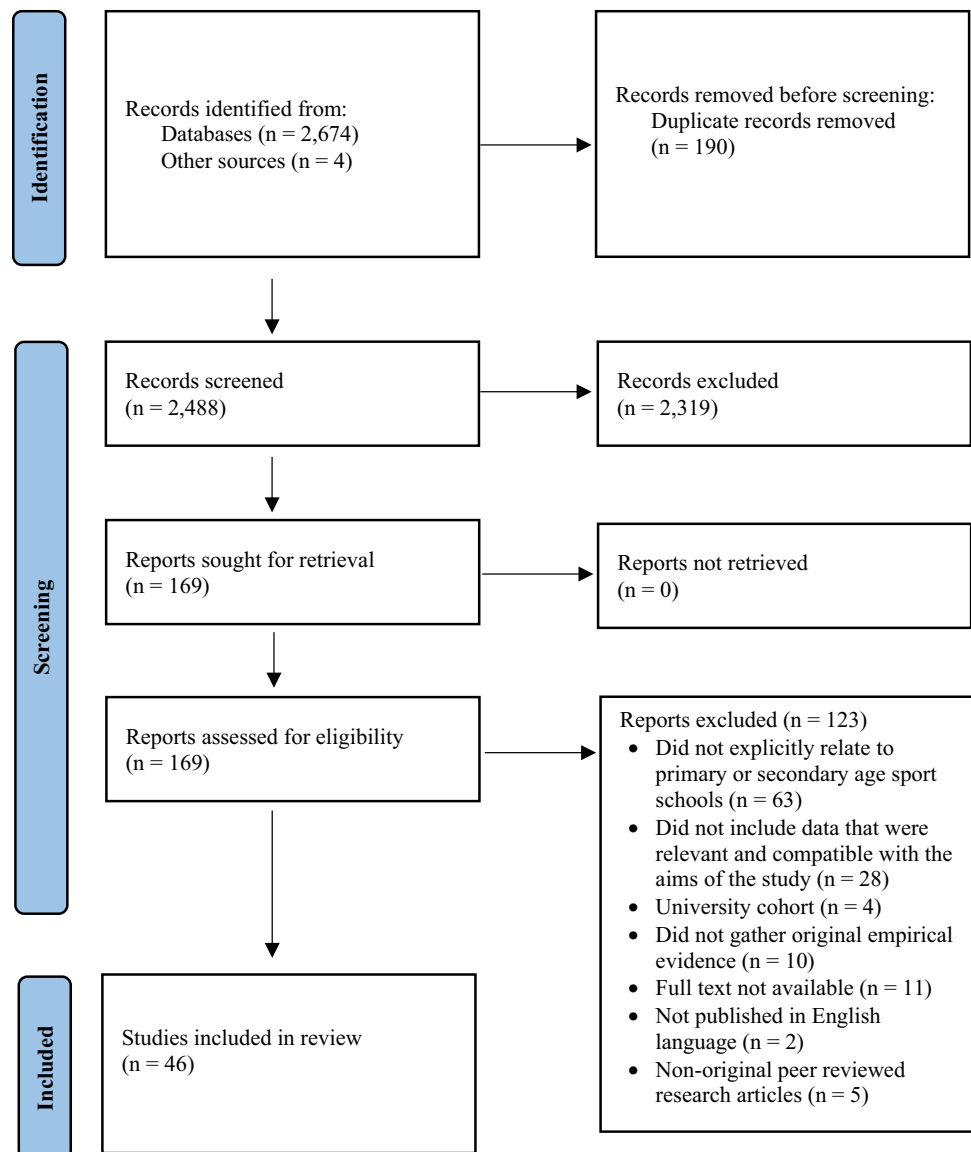 Identification
Records identified from:
Databases (n = 2,674)
Other sources (n = 4)
Records removed before screening:
Duplicate records removed
(n = 190)
Screening
Records screened
(n = 2,488)
Records excluded
(n = 2,319)
Reports sought for retrieval
(n = 169)
Reports not retrieved
(n = 0)
Reports assessed for eligibility
(n = 169)
Reports excluded (n = 123)
• Did not explicitly relate to
primary or secondary age sport
schools (n = 63)
• Did not include data that were
relevant and compatible with the
aims of the study (n = 28)
• University cohort (n = 4)
• Did not gather original empirical
evidence (n = 10)
• Full text not available (n = 11)
• Not published in English
language (n = 2)
• Non-original peer reviewed
research articles (n = 5)
Included
Studies included in review
(n = 46)